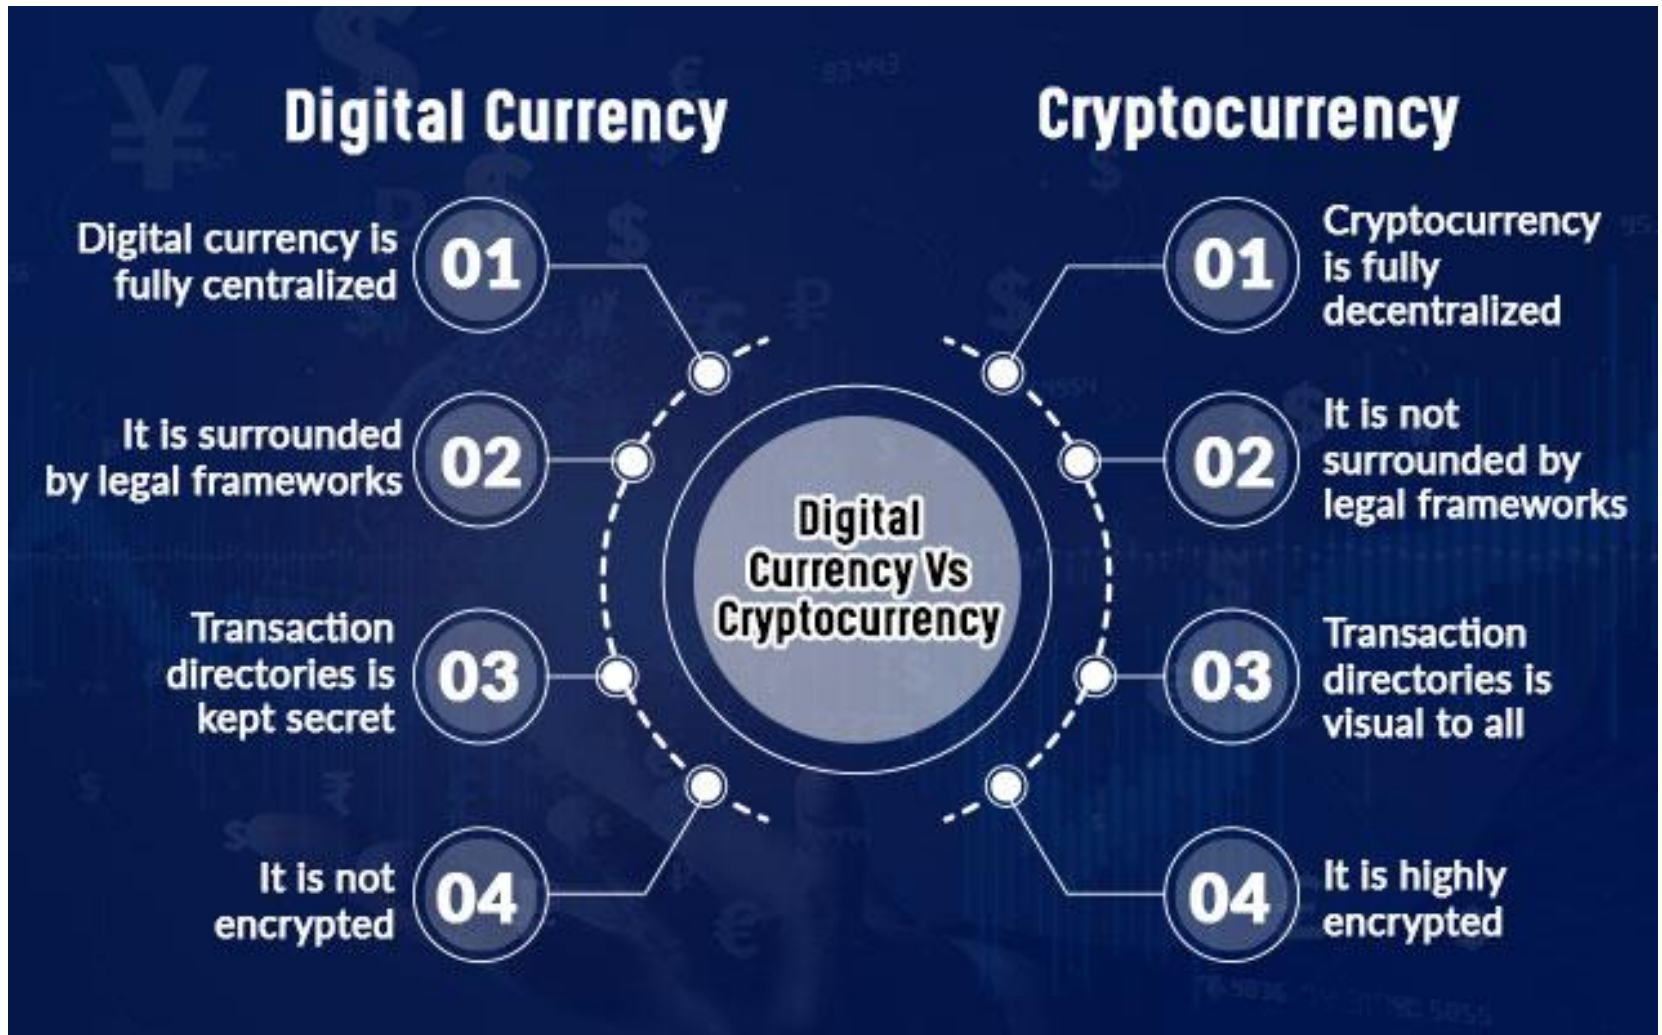 Digital Currency
Digital currency is
fully centralized
01
It is surrounded
by legal frameworks
02
Transaction
directories is
kept secret
03
It is not
encrypted
04
Digital
Currency Vs
Cryptocurrency
Cryptocurrency
01
Cryptocurrency
is fully
decentralized
02
It is not
surrounded by
legal frameworks
03
Transaction
directories is
visual to all
04
It is highly
encrypted